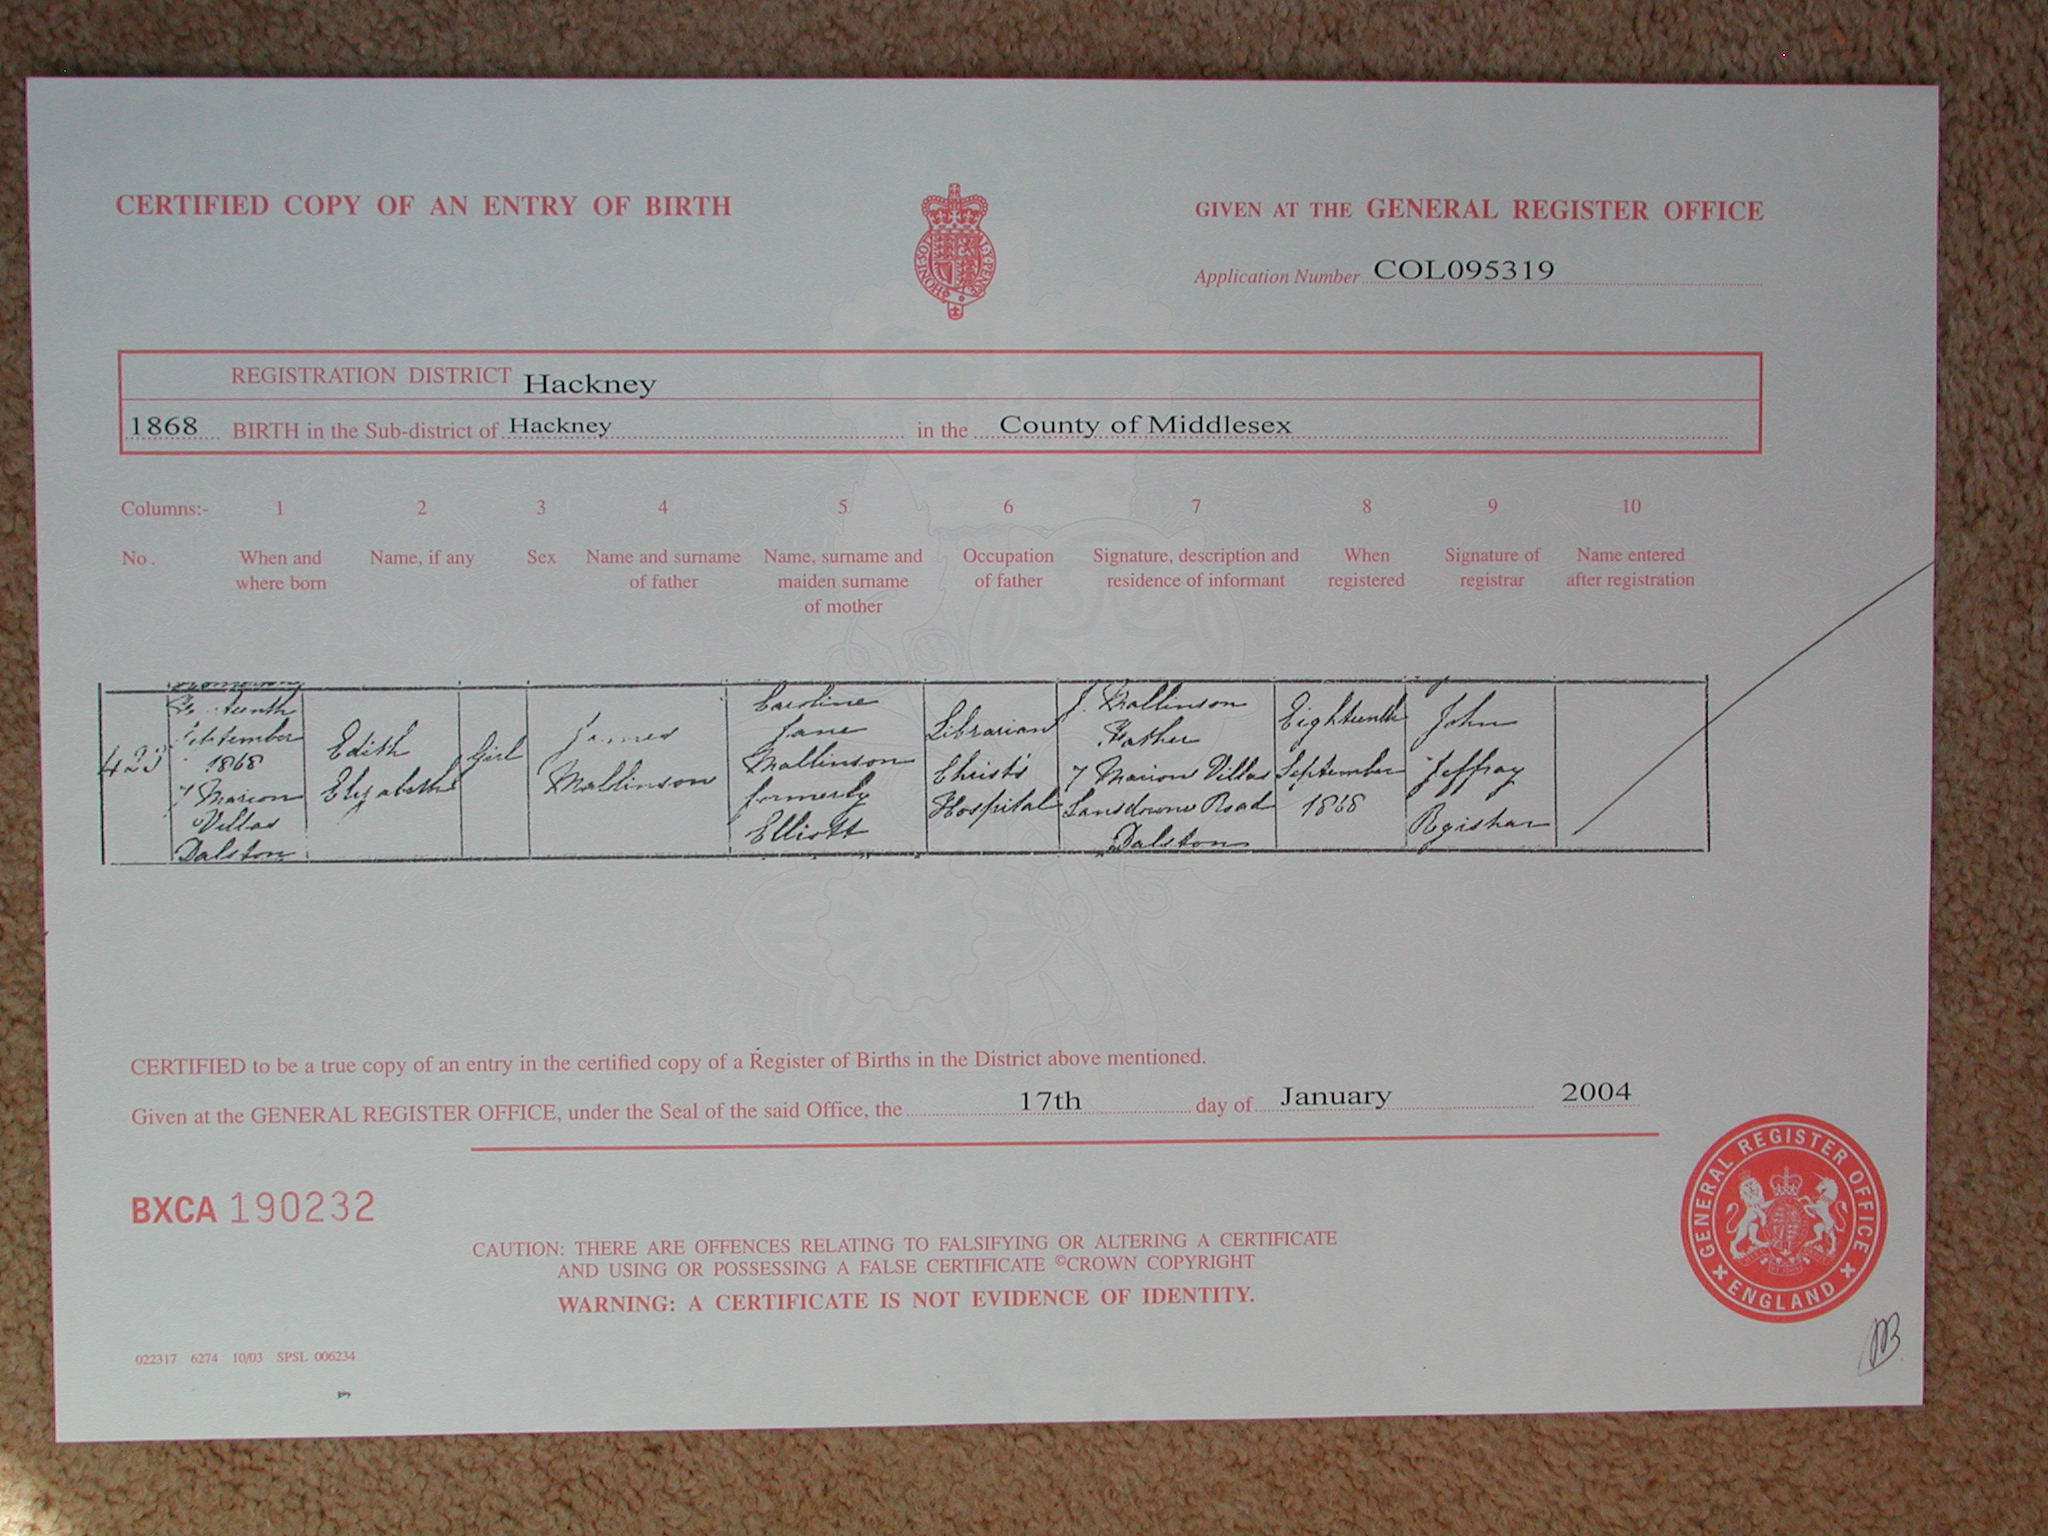 CERTIFIED COPY OF AN ENTRY OF BIRTH
GIVEN AT THE GENERAL REGISTER OFFICE
Application Number COL095319
REGISTRATION DISTRICT Hackney
1868 BIRTH in the Sub-district of Hackney in the County of Middlesex
Columns:- 1 2 3 4 5 6 7 8 9 10
No. When and where born
Name, if any
Sex
Name and surname of father
Name, surname and maiden surname of mother
Occupation of father
Signature, description and residence of informant
When registered
Signature of registrar
Name entered after registration
September
1868
7 Marion
Villas
Dalston
Edith
Elizabeth
Girl
James
Mallinson
Caroline
Jane
Mallinson
formerly
Elliott
Librarian
Christs
Hospital
J. Mallinson
Father
7 Marion Villas
Lansdowne Road
Dalston
Eighteenth
September
1868
John
Jeffray
Registrar
CERTIFIED to be a true copy of an entry in the certified copy of a Register of Births in the District above mentioned.
Given at the GENERAL REGISTER OFFICE, under the Seal of the said Office, the 17th day of January 2004
BXCA 190232
GENERAL REGISTER OFFICE
ENGLAND
CAUTION: THERE ARE OFFENCES RELATING TO FALSIFYING OR ALTERING A CERTIFICATE
AND USING OR POSSESSING A FALSE CERTIFICATE ©CROWN COPYRIGHT
WARNING: A CERTIFICATE IS NOT EVIDENCE OF IDENTITY.
022317 6274 10/03 SPSL 006234